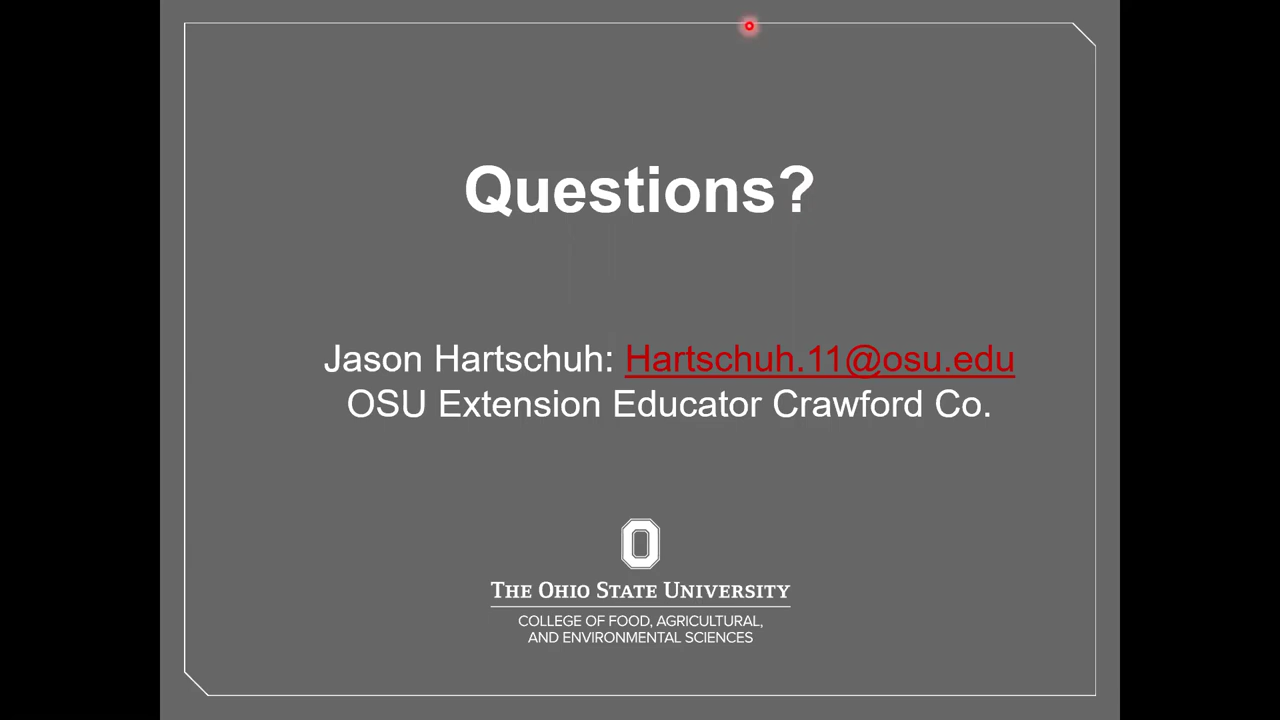 Questions?
Jason Hartschuh: Hartschuh.11@osu.edu
OSU Extension Educator Crawford Co.
THE OHIO STATE UNIVERSITY
COLLEGE OF FOOD, AGRICULTURAL,
AND ENVIRONMENTAL SCIENCES